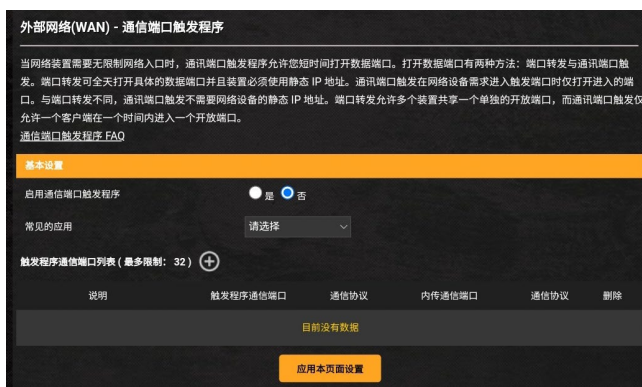 外部网络(WAN) - 通信端口触发程序
当网络装置需要无限制网络入口时，通讯端口触发程序允许您短时间打开数据端口。打开数据端口有两种方法：端口转发与通讯端口触
发。端口转发可全天打开具体的数据端口并且装置必须使用静态 IP 地址。通讯端口触发在网络设备需求进入触发端口时仅打开进入的端
口。与端口转发不同，通讯端口触发不需要网络设备的静态 IP 地址。端口转发允许多个装置共享一个单独的开放端口，而通讯端口触发仅
允许一个客户端在一个时间内进入一个开放端口。
通信端口触发程序 FAQ
基本设置
启用通信端口触发程序 是 否
常见的应用 请选择
触发程序通信端口列表 ( 最多限制： 32 )
说明 触发程序通信端口 通信协议 内传通信端口 通信协议 删除
目前没有数据
应用本页面设置